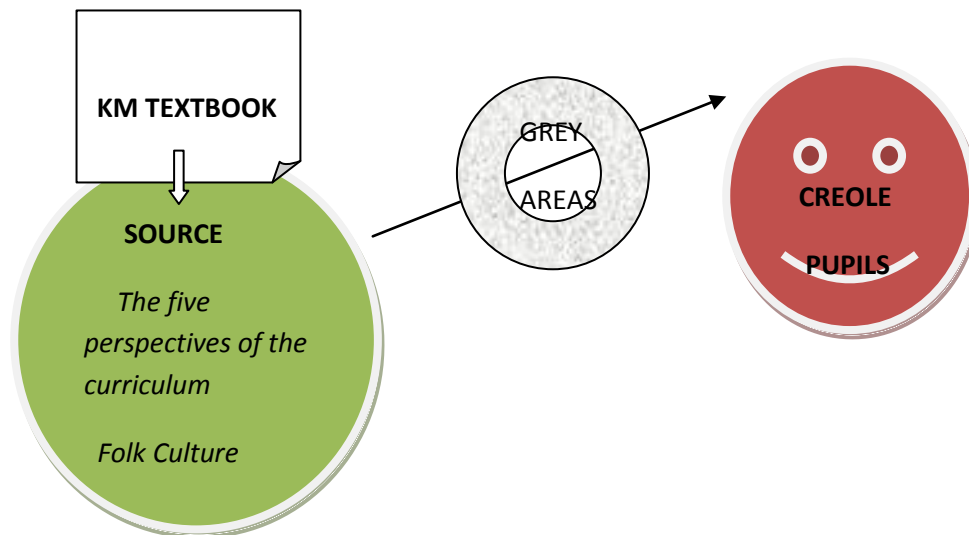 KM TEXTBOOK
SOURCE
The five
perspectives of the
curriculum
Folk Culture
GREY
AREAS
CREOLE
PUPILS